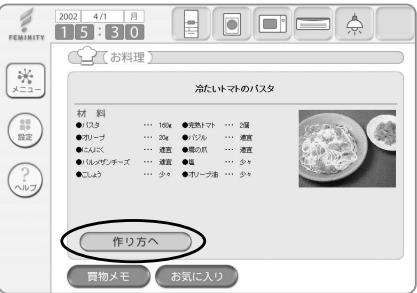 FEMINITY
2002 4/1 月
15:30
お料理
メニュー
設定
ヘルプ
冷たいトマトのパスタ
材 料
●パスタ … 160g ●完熟トマト … 2個
●オリーブ … 20g ●バジル … 適宜
●にんにく … 適宜 ●鷹の爪 … 適宜
●パルメザンチーズ … 適宜 ●塩 … 少々
●こしょう … 少々 ●オリーブ油 … 適宜
作り方へ
買物メモ
お気に入り